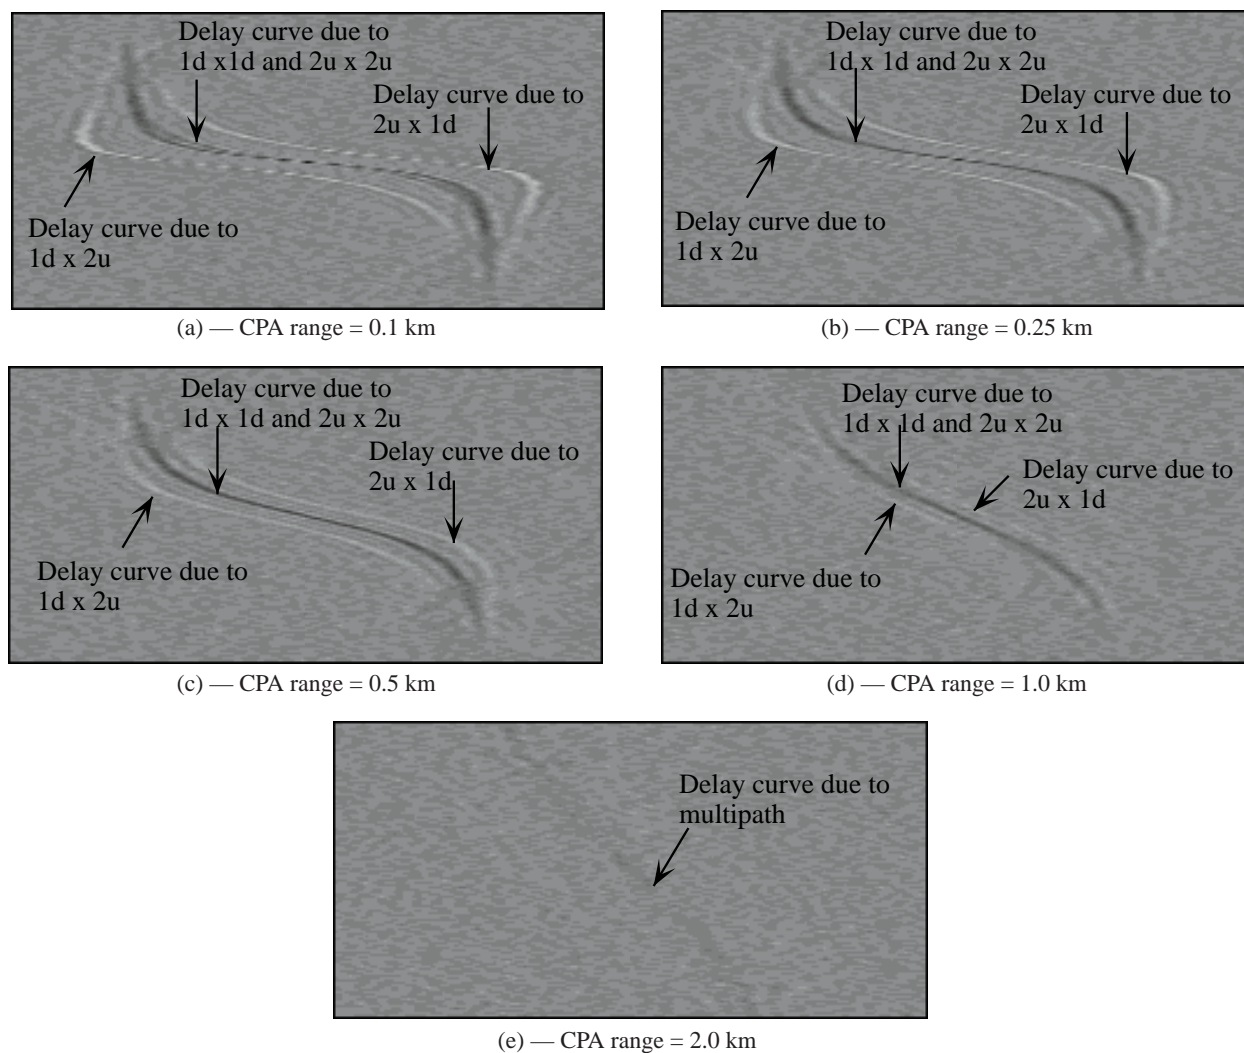 Delay curve due to
1d x1d and 2u x 2u
Delay curve due to
2u x 1d
Delay curve due to
1d x 2u
(a) — CPA range = 0.1 km
Delay curve due to
1d x 1d and 2u x 2u
Delay curve due to
2u x 1d
Delay curve due to
1d x 2u
(b) — CPA range = 0.25 km
Delay curve due to
1d x 1d and 2u x 2u
Delay curve due to
2u x 1d
Delay curve due to
1d x 2u
(c) — CPA range = 0.5 km
Delay curve due to
1d x 1d and 2u x 2u
Delay curve due to
2u x 1d
Delay curve due to
1d x 2u
(d) — CPA range = 1.0 km
Delay curve due to
multipath
(e) — CPA range = 2.0 km